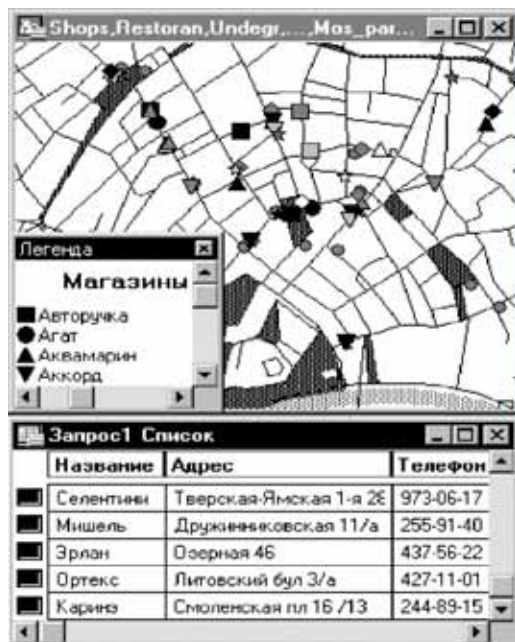 Shops,Restoran,Undegr,...,Mos_par...
Легенда
Магазины
Авторучка
Агат
Аквамарин
Аккорд
Запрос1 Список
Название Адрес Телефон
Селентини Тверская-Ямская 1-я 28 973-06-17
Мишель Дружинниковская 11/а 255-91-40
Эрлан Озерная 46 437-56-22
Ортекс Литовский бул 3/а 427-11-01
Каринэ Смоленская пл 16 /13 244-89-15